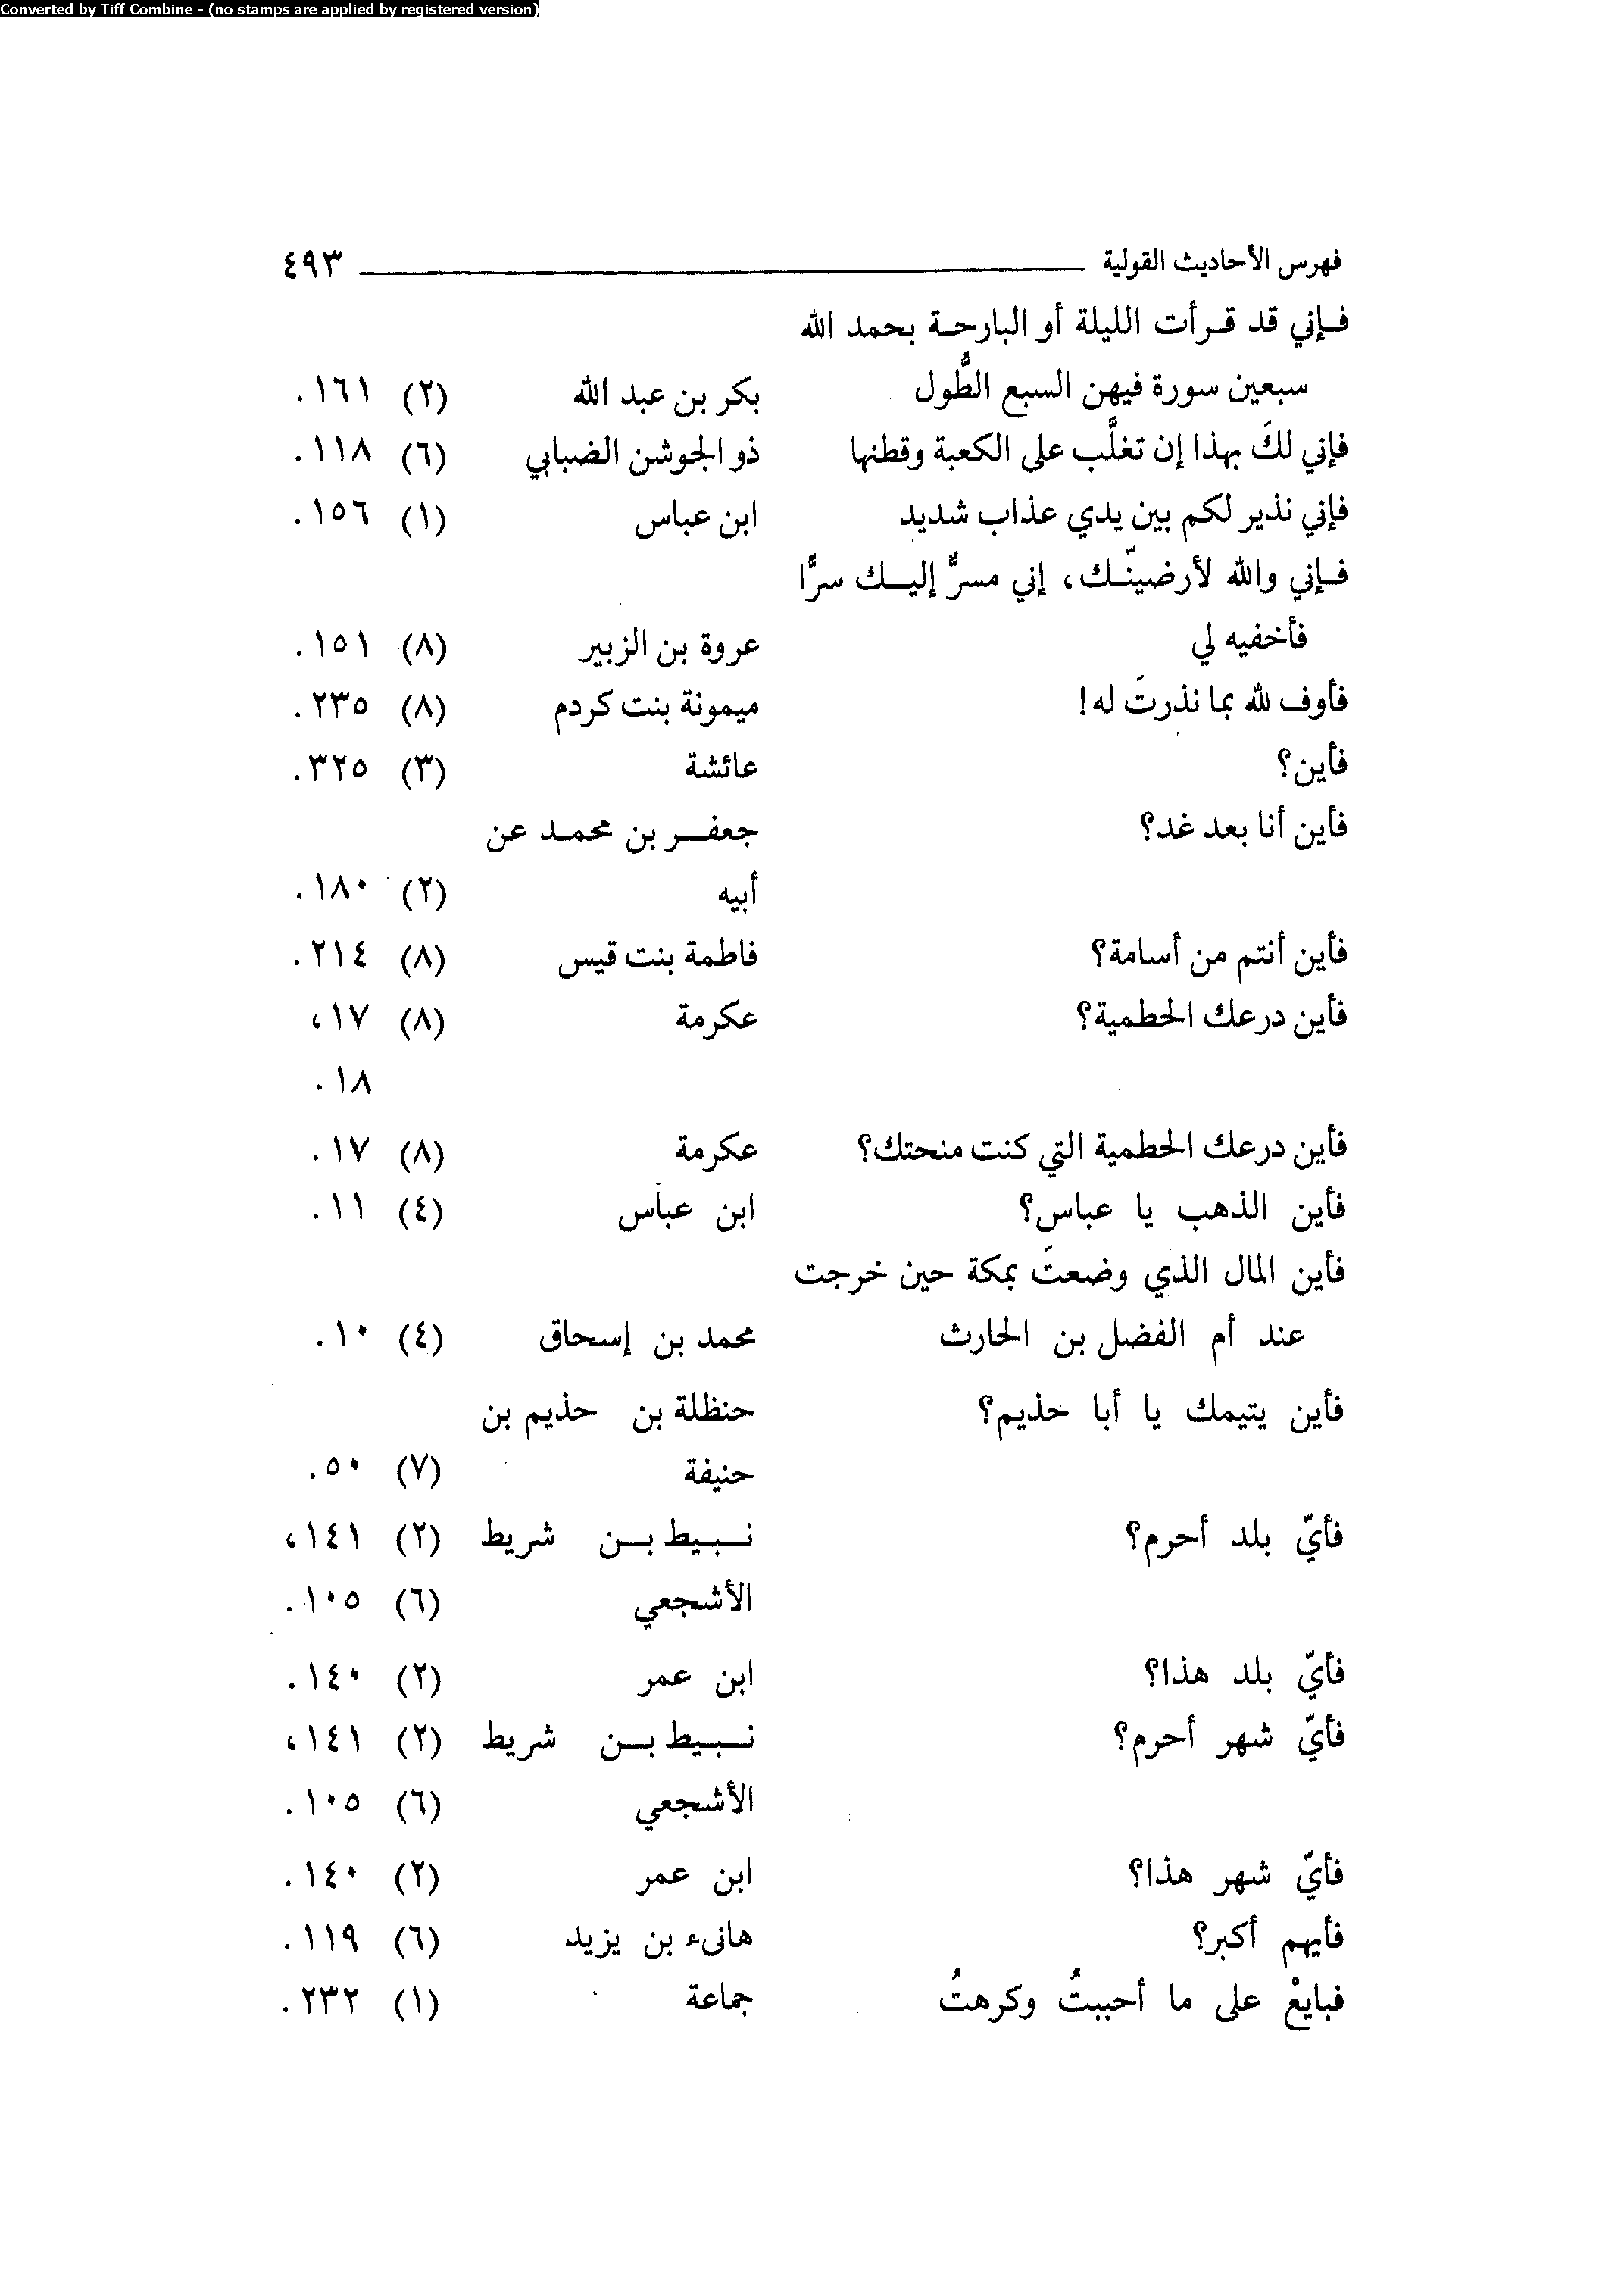 Converted by Tiff Combine - (no stamps are applied by registered version)
فهرس الأحاديث القولية ٤٩٣
فإني قد قرأت الليلة أو البارحة بحمد الله
سبعين سورة فيهن السبع الطُّول بكر بن عبد الله (٢) ١٦١.
فإني لكَ بهذا إن تغلَّب على الكعبة وقطنها ذو الجوشن الضبابي (٦) ١١٨.
فإني نذير لكم بين يدي عذاب شديد ابن عباس (١) ١٥٦.
فإني والله لأرضينّك، إني مسرٌّ إليك سرًّا
فأخفيه لي عروة بن الزبير (٨) ١٥١.
فأوف لله بما نذرتَ له! ميمونة بنت كردم (٨) ٢٣٥.
فأين؟ عائشة (٣) ٣٢٥.
فأين أنا بعد غد؟ جعفر بن محمد عن
أبيه (٢) ١٨٠.
فأين أنتم من أسامة؟ فاطمة بنت قيس (٨) ٢١٤.
فأين درعك الحطمية؟ عكرمة (٨) ١٧،
١٨.
فأين درعك الحطمية التي كنت منحتك؟ عكرمة (٨) ١٧.
فأين الذهب يا عباس؟ ابن عباس (٤) ١١.
فأين المال الذي وضعتَ بمكة حين خرجت
عند أم الفضل بن الحارث محمد بن إسحاق (٤) ١٠.
فأين يتيمك يا أبا حذيم؟ حنظلة بن حذيم بن
حنيفة (٧) ٥٠.
فأيّ بلد أحرم؟ نبيط بن شريط (٢) ١٤١،
الأشجعي (٦) ١٠٥.
فأيّ بلد هذا؟ ابن عمر (٢) ١٤٠.
فأيّ شهر أحرم؟ نبيط بن شريط (٢) ١٤١،
الأشجعي (٦) ١٠٥.
فأيّ شهر هذا؟ ابن عمر (٢) ١٤٠.
فأيهم أكبر؟ هانىء بن يزيد (٦) ١١٩.
فبايعْ على ما أحببتُ وكرهتُ جماعة (١) ٢٣٢.